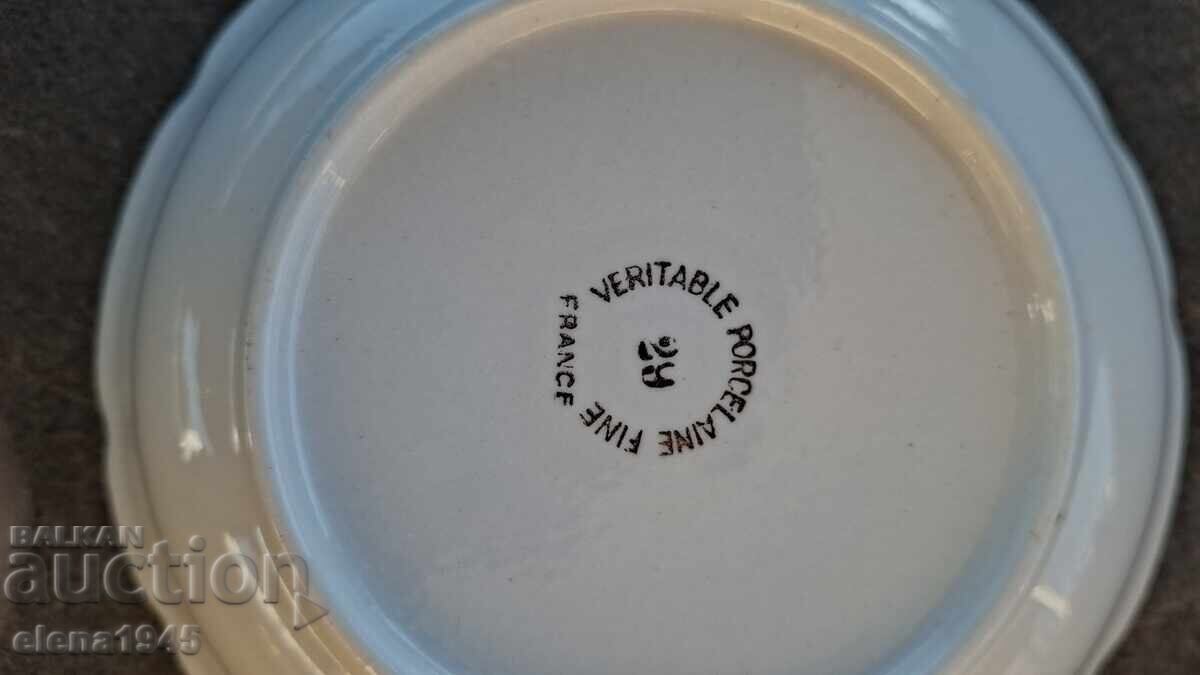 VERITABLE PORCELAINE FINE
FRANCE
BALKAN
auction
elena1945